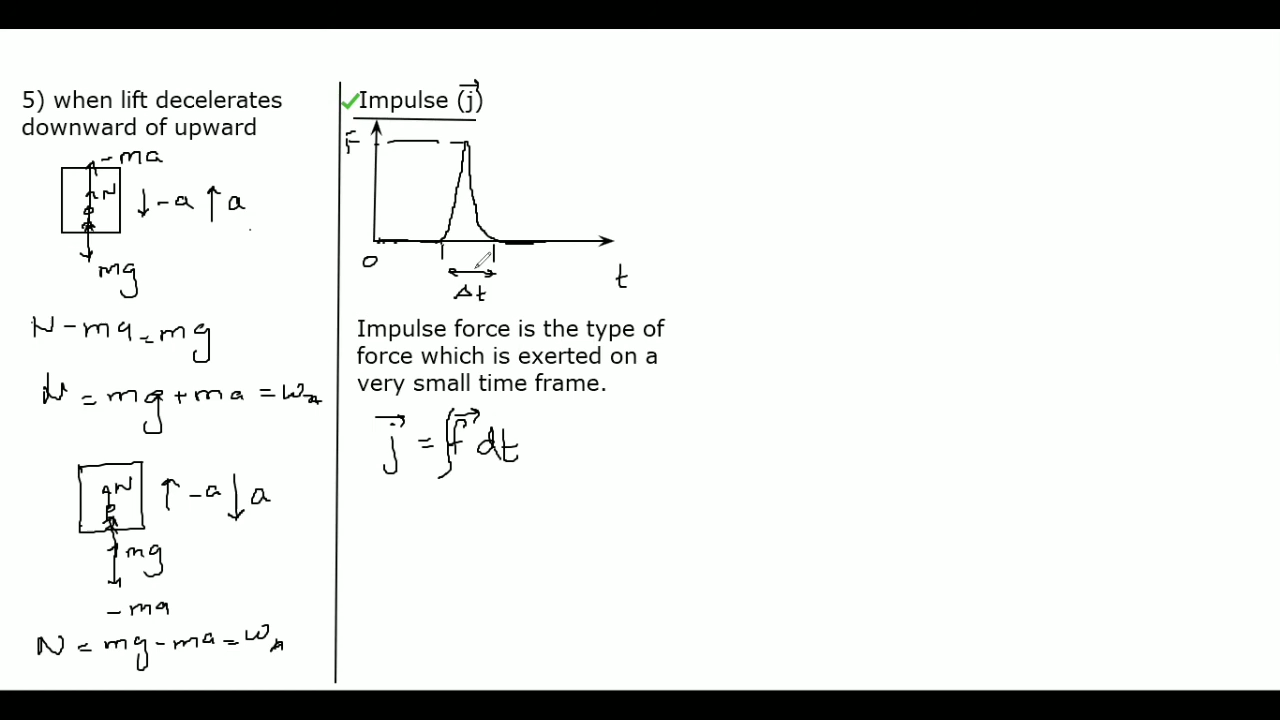 5) when lift decelerates
downward of upward
-ma
N
↓-a ↑a
mg
N-ma=mg
N=mg+ma=WA
N
↑-a ↓a
mg
-ma
N=mg-ma=WA
Impulse (j⃗)
F
0
t
Δt
Impulse force is the type of
force which is exerted on a
very small time frame.
j⃗=∫f⃗dt